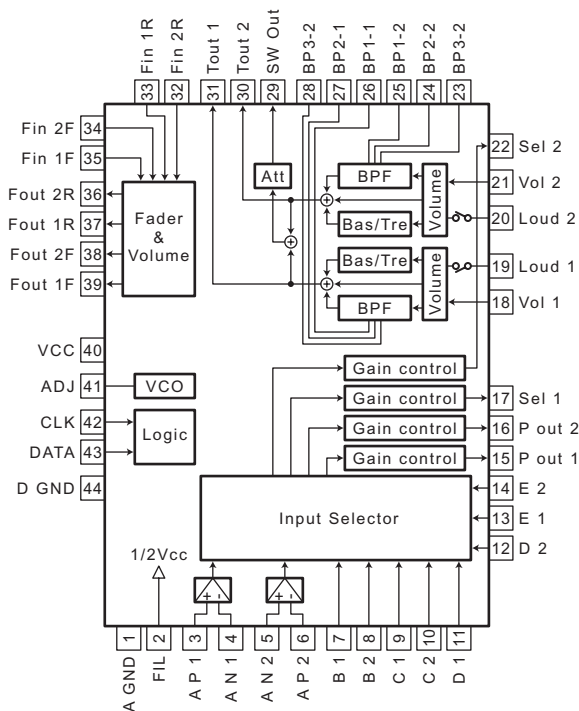 Fin 1R
Fin 2R
Tout 1
Tout 2
SW Out
BP3-2
BP2-1
BP1-1
BP1-2
BP2-2
BP3-2
33
32
31
30
29
28
27
26
25
24
23
Fin 2F 34
Fin 1F 35
Fout 2R 36
Fout 1R 37
Fout 2F 38
Fout 1F 39
VCC 40
ADJ 41
CLK 42
DATA 43
D GND 44
Fader
&
Volume
VCO
Logic
Att
BPF
Bas/Tre
Volume
Bas/Tre
BPF
Volume
+
+
+
22 Sel 2
21 Vol 2
20 Loud 2
19 Loud 1
18 Vol 1
17 Sel 1
16 P out 2
15 P out 1
14 E 2
13 E 1
12 D 2
Gain control
Gain control
Gain control
Gain control
Input Selector
1/2Vcc
+ -
+ -
1
2
3
4
5
6
7
8
9
10
11
A GND
FIL
A P 1
A N 1
A N 2
A P 2
B 1
B 2
C 1
C 2
D 1